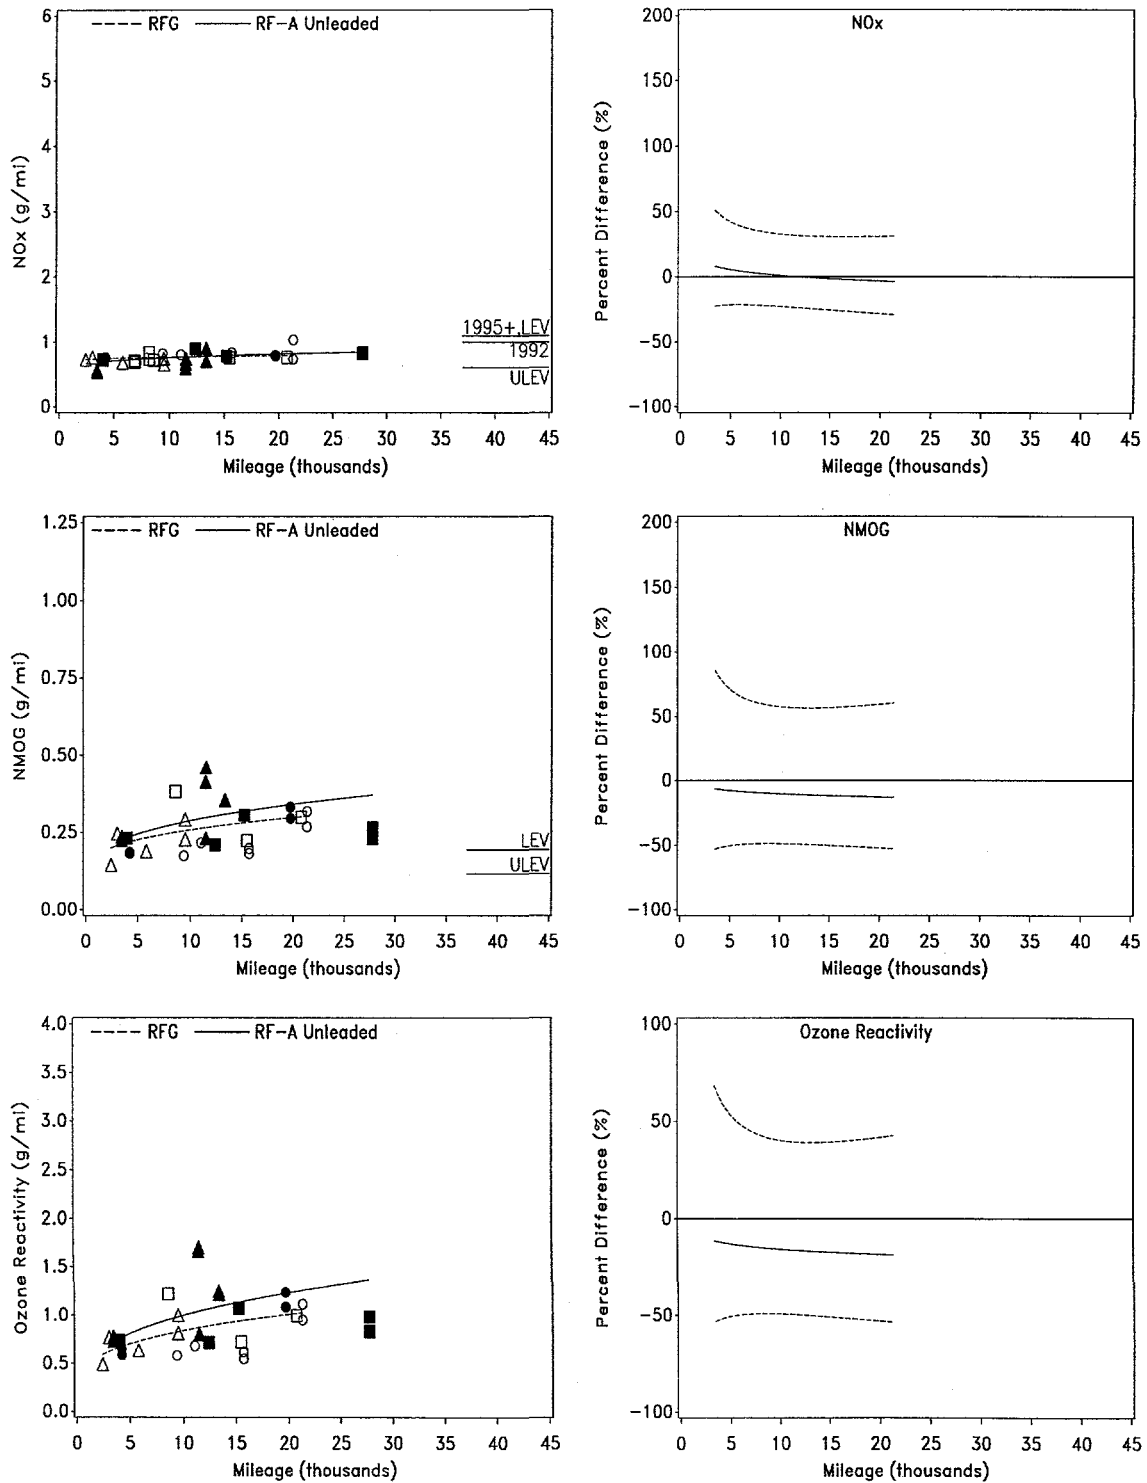 --- RFG — RF-A Unleaded
6
5
4
3
2
1
0
NOx (g/mi)
1995+,LEV
1992
ULEV
0 5 10 15 20 25 30 35 40 45
Mileage (thousands)
NOx
200
150
100
50
0
-50
-100
Percent Difference (%)
0 5 10 15 20 25 30 35 40 45
Mileage (thousands)
--- RFG — RF-A Unleaded
1.25
1.00
0.75
0.50
0.25
0.00
NMOG (g/mi)
LEV
ULEV
0 5 10 15 20 25 30 35 40 45
Mileage (thousands)
NMOG
200
150
100
50
0
-50
-100
Percent Difference (%)
0 5 10 15 20 25 30 35 40 45
Mileage (thousands)
--- RFG — RF-A Unleaded
4.0
3.5
3.0
2.5
2.0
1.5
1.0
0.5
0.0
Ozone Reactivity (g/mi)
0 5 10 15 20 25 30 35 40 45
Mileage (thousands)
Ozone Reactivity
100
50
0
-50
-100
Percent Difference (%)
0 5 10 15 20 25 30 35 40 45
Mileage (thousands)